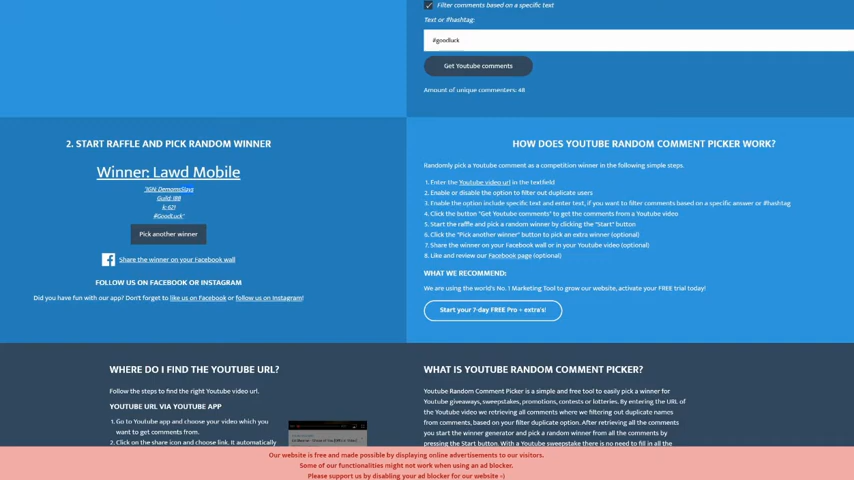 Filter comments based on a specific text
Text or #hashtag:
#goodluck
Get Youtube comments
Amount of unique commenters: 48
2. START RAFFLE AND PICK RANDOM WINNER
Winner: Lawd Mobile
"IGN: DemonsSlays
Guild: 188
k-621
#GoodLuck"
Pick another winner
Share the winner on your Facebook wall
FOLLOW US ON FACEBOOK OR INSTAGRAM
Did you have fun with our app? Don't forget to like us on Facebook or follow us on Instagram!
HOW DOES YOUTUBE RANDOM COMMENT PICKER WORK?
Randomly pick a Youtube comment as a competition winner in the following simple steps.
1. Enter the Youtube video url in the textfield
2. Enable or disable the option to filter out duplicate users
3. Enable the option include specific text and enter text, if you want to filter comments based on a specific answer or #hashtag
4. Click the button "Get Youtube comments" to get the comments from a Youtube video
5. Start the raffle and pick a random winner by clicking the "Start" button
6. Click the "Pick another winner" button to pick an extra winner (optional)
7. Share the winner on your Facebook wall or in your Youtube video (optional)
8. Like and review our Facebook page (optional)
WHAT WE RECOMMEND:
We are using the world's No. 1 Marketing Tool to grow our website, activate your FREE trial today!
Start your 7-day FREE Pro + extra's!
WHERE DO I FIND THE YOUTUBE URL?
Follow the steps to find the right Youtube video url.
YOUTUBE URL VIA YOUTUBE APP
1. Go to Youtube app and choose your video which you
want to get comments from.
2. Click on the share icon and choose link. It automatically
WHAT IS YOUTUBE RANDOM COMMENT PICKER?
Youtube Random Comment Picker is a simple and free tool to easily pick a winner for
Youtube giveaways, sweepstakes, promotions, contests or lotteries. By entering the URL of
the Youtube video we retrieving all comments where we filtering out duplicate names
from comments, based on your filter duplicate option. After retrieving all the comments
you start the winner generator and pick a random winner from all the comments by
pressing the Start button. With a Youtube sweepstake there is no need to fill in all the
Our website is free and made possible by displaying online advertisements to our visitors.
Some of our functionalities might not work when using an ad blocker.
Please support us by disabling your ad blocker for our website =)